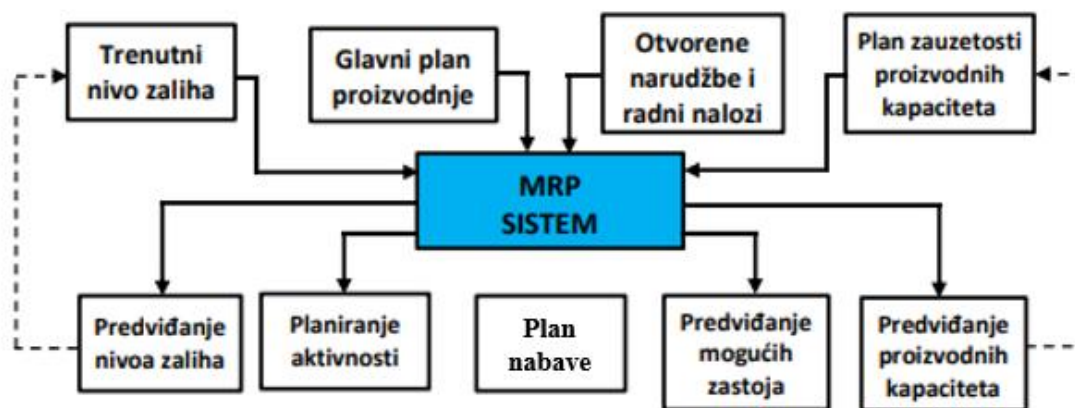 Trenutni
nivo zaliha
Glavni plan
proizvodnje
Otvorene
narudžbe i
radni nalozi
Plan zauzetosti
proizvodnih
kapaciteta
MRP
SISTEM
Predviđanje
nivoa zaliha
Planiranje
aktivnosti
Plan
nabave
Predviđanje
mogućih
zastoja
Predviđanje
proizvodnih
kapaciteta